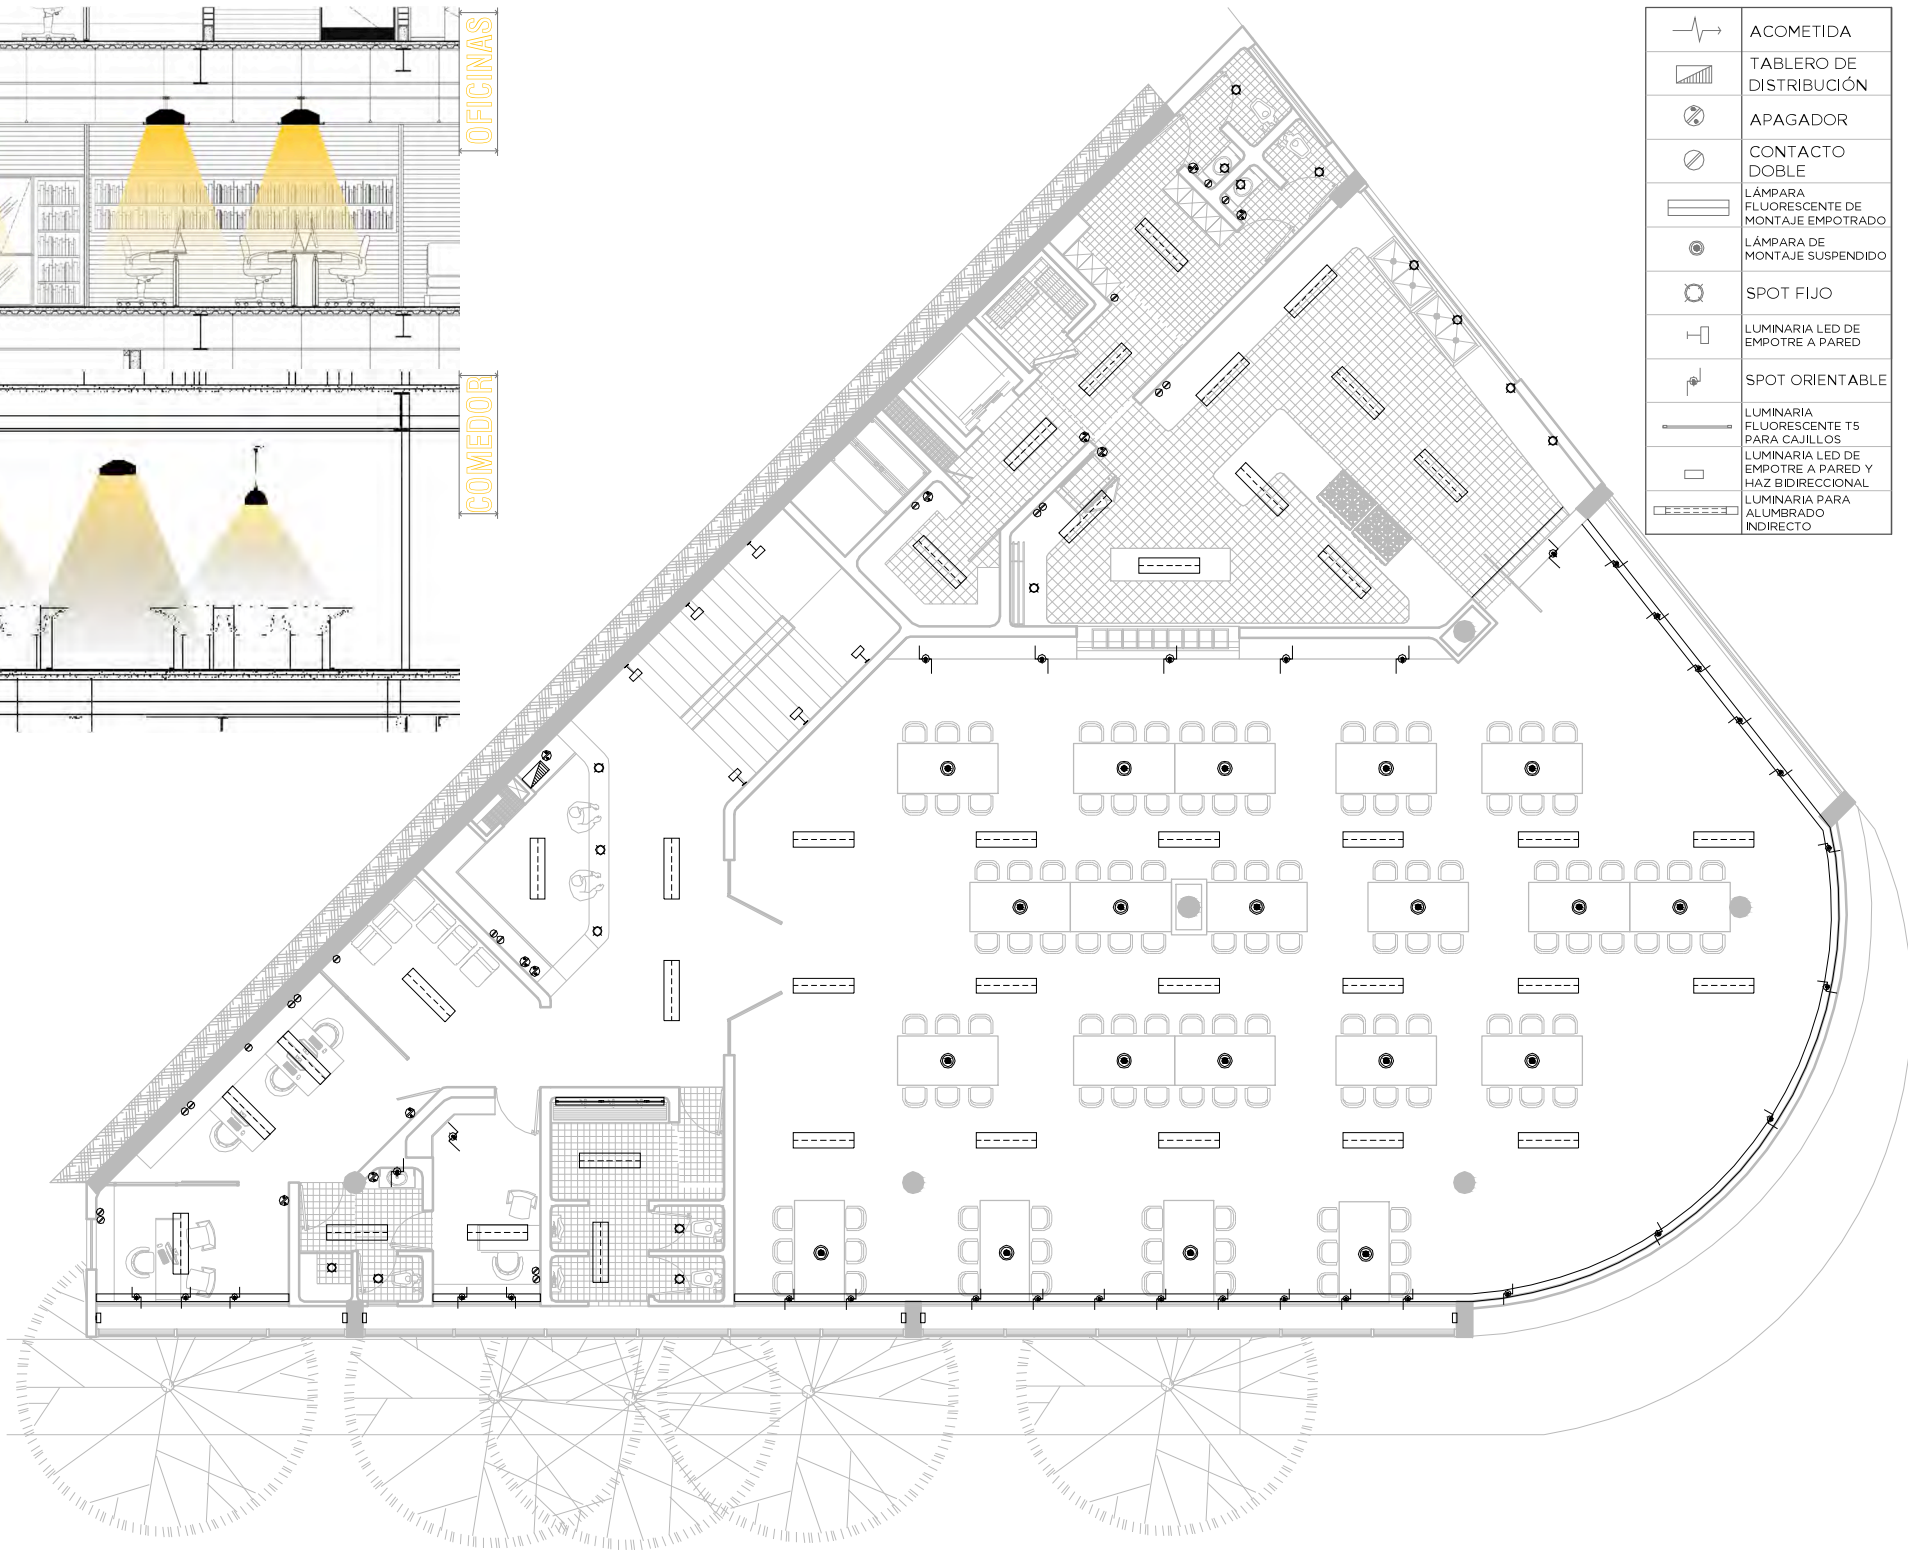 OFICINAS
COMEDOR
ACOMETIDA
TABLERO DE
DISTRIBUCIÓN
APAGADOR
CONTACTO
DOBLE
LÁMPARA
FLUORESCENTE DE
MONTAJE EMPOTRADO
LÁMPARA DE
MONTAJE SUSPENDIDO
SPOT FIJO
LUMINARIA LED DE
EMPOTRE A PARED
SPOT ORIENTABLE
LUMINARIA
FLUORESCENTE T5
PARA CAJILLOS
LUMINARIA LED DE
EMPOTRE A PARED Y
HAZ BIDIRECCIONAL
LUMINARIA PARA
ALUMBRADO
INDIRECTO